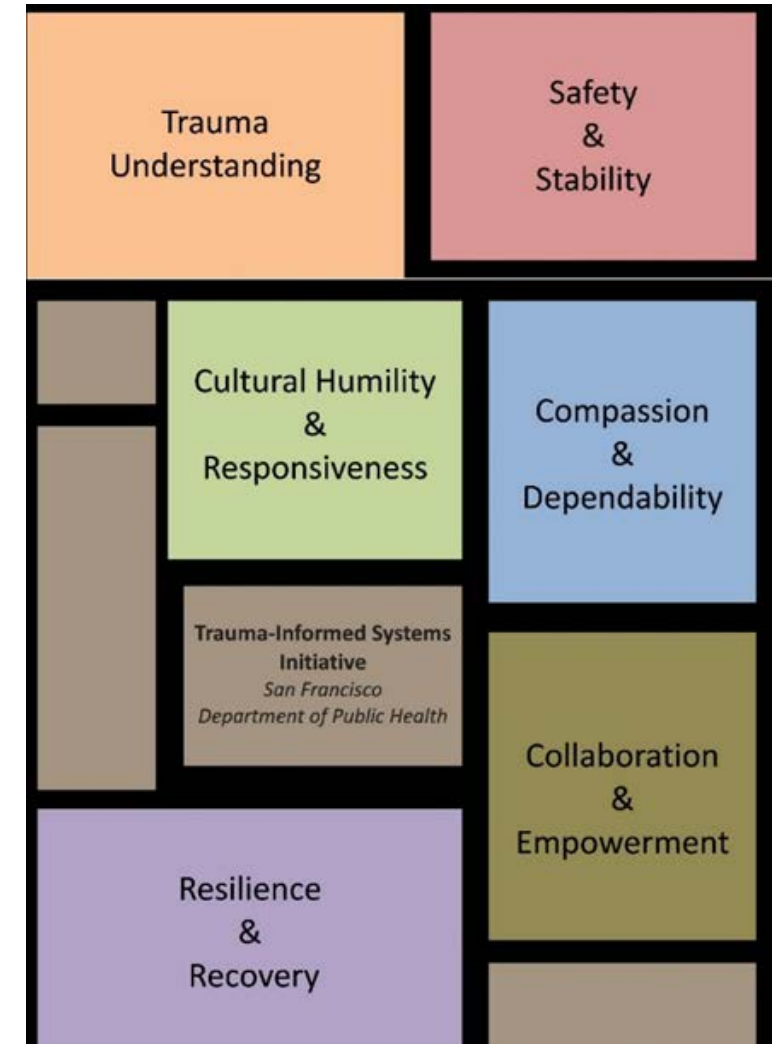 Trauma
Understanding
Safety
&
Stability
Cultural Humility
&
Responsiveness
Compassion
&
Dependability
Trauma-Informed Systems
Initiative
San Francisco
Department of Public Health
Collaboration
&
Empowerment
Resilience
&
Recovery